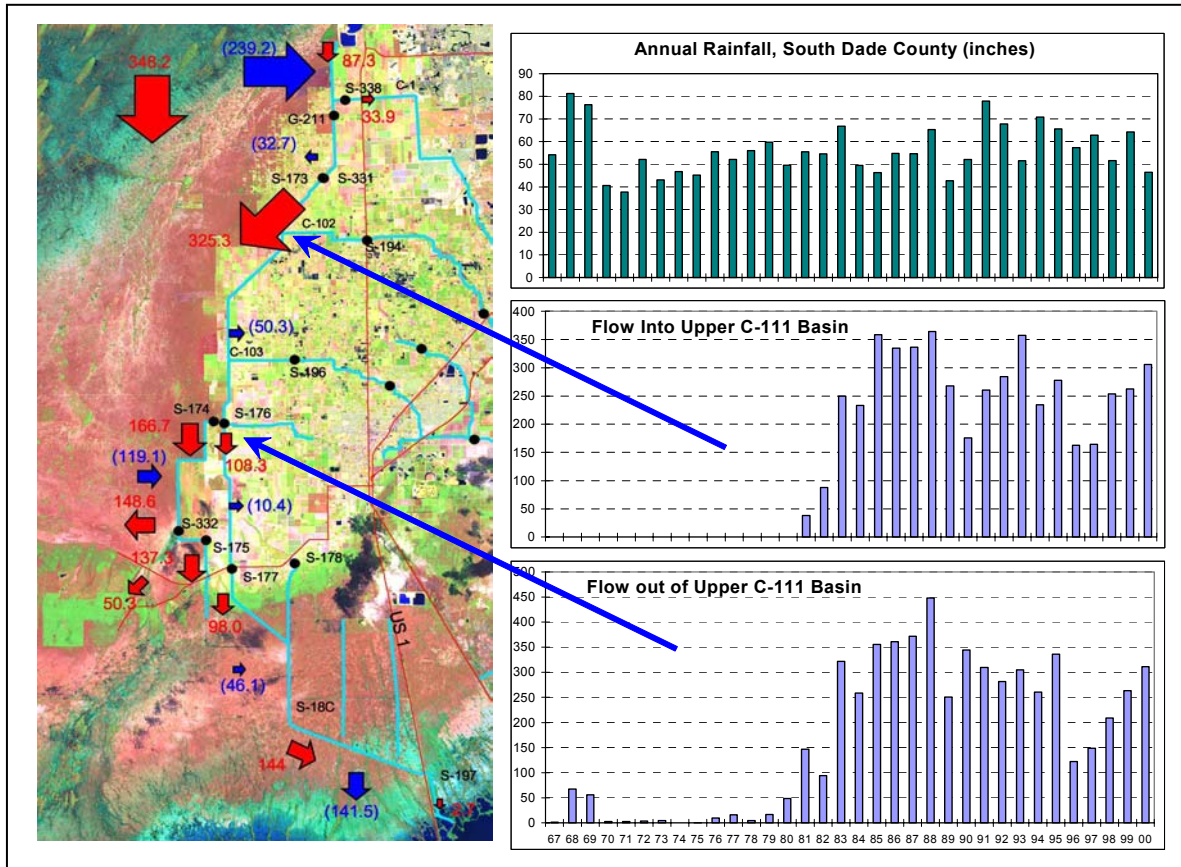 348.2
(239.2)
87.3
S-338
C-1
33.9
G-211
(32.7)
S-173
S-331
C-102
325.3
S-194
(50.3)
C-103
S-196
S-174
S-176
166.7
108.3
(119.1)
148.6
(10.4)
S-332
S-175
S-178
137.3
S-177
50.3
98.0
US 1
(46.1)
S-18C
144
S-197
(141.5)
2.7
Annual Rainfall, South Dade County (inches)
90
80
70
60
50
40
30
20
10
0
Flow Into Upper C-111 Basin
400
350
300
250
200
150
100
50
0
Flow out of Upper C-111 Basin
500
450
400
350
300
250
200
150
100
50
0
67 68 69 70 71 72 73 74 75 76 77 78 79 80 81 82 83 84 85 86 87 88 89 90 91 92 93 94 95 96 97 98 99 00